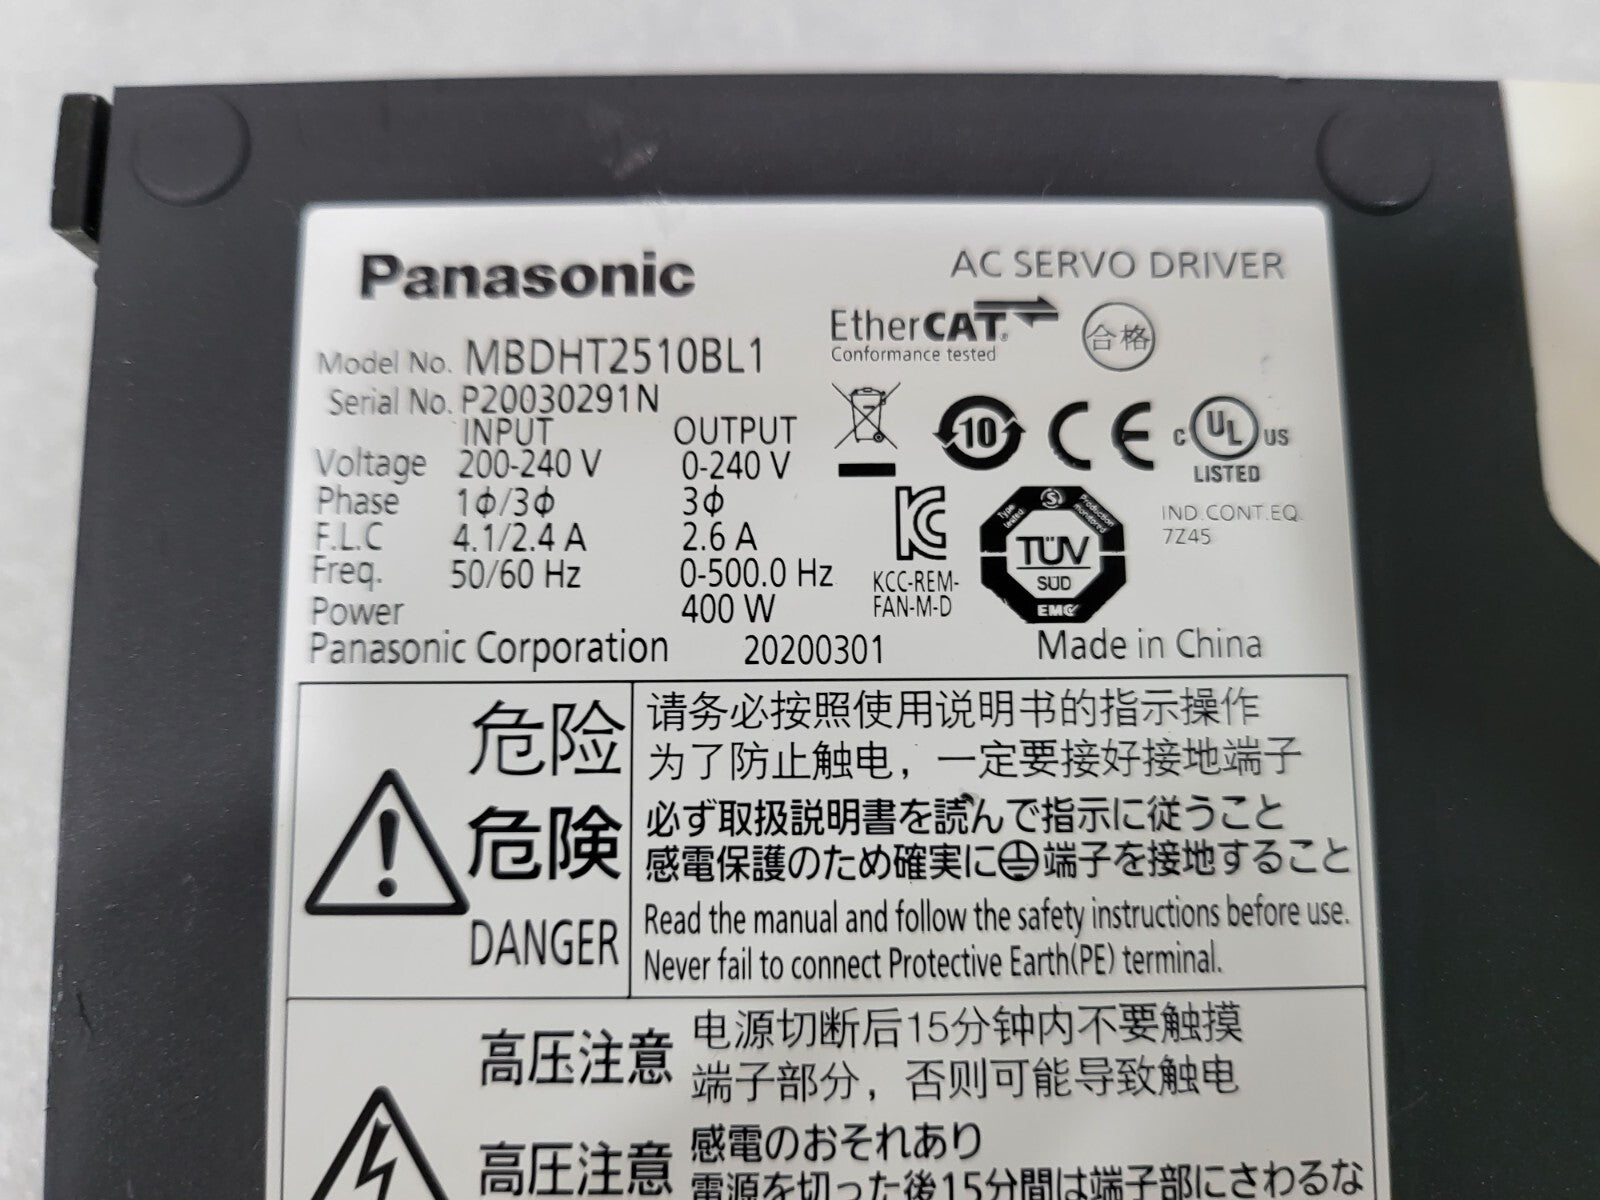 Panasonic
AC SERVO DRIVER
EtherCAT®
Conformance tested
合格
Model No. MBDHT2510BL1
Serial No. P20030291N
INPUT OUTPUT
Voltage 200-240 V 0-240 V
Phase 1ϕ/3ϕ 3ϕ
F.L.C 4.1/2.4 A 2.6 A
Freq. 50/60 Hz 0-500.0 Hz
Power 400 W
10
CE
C UL US
LISTED
IND.CONT.EQ.
7Z45
KC
KCC-REM-
FAN-M-D
Type tested
Production monitored
TÜV
SÜD
EMC
Panasonic Corporation 20200301 Made in China
危险
危険
DANGER
请务必按照使用说明书的指示操作
为了防止触电，一定要接好接地端子
必ず取扱説明書を読んで指示に従うこと
感電保護のため確実に端子を接地すること
Read the manual and follow the safety instructions before use.
Never fail to connect Protective Earth(PE) terminal.
高压注意
电源切断后15分钟内不要触摸
端子部分，否则可能导致触电
高圧注意
感電のおそれあり
電源を切った後15分間は端子部にさわるな